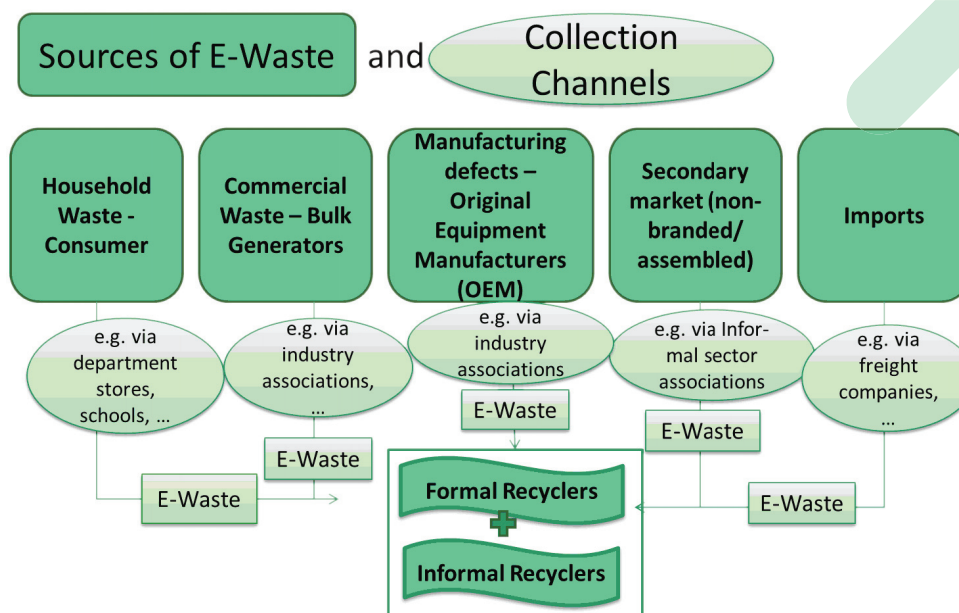 Sources of E-Waste
and
Collection
Channels
Household
Waste -
Consumer
Commercial
Waste – Bulk
Generators
Manufacturing
defects –
Original
Equipment
Manufacturers
(OEM)
Secondary
market (non-
branded/
assembled)
Imports
e.g. via
department
stores,
schools, ...
e.g. via
industry
associations,
...
e.g. via
industry
associations
e.g. via Infor-
mal sector
associations
e.g. via
freight
companies,
...
E-Waste
E-Waste
E-Waste
E-Waste
E-Waste
Formal Recyclers
+
Informal Recyclers